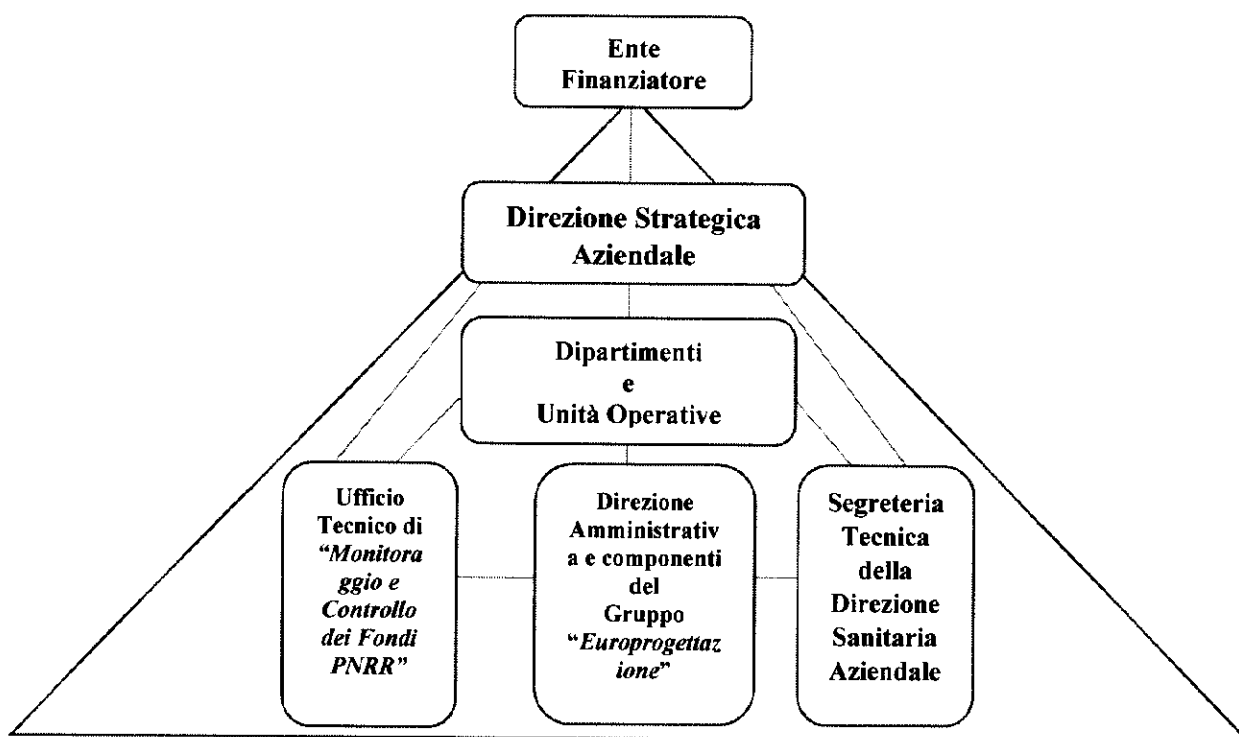 Ente
Finanziatore
Direzione Strategica
Aziendale
Dipartimenti
e
Unità Operative
Ufficio
Tecnico di
“Monitora
ggio e
Controllo
dei Fondi
PNRR”
Direzione
Amministrativ
a e componenti
del
Gruppo
“Europrogettaz
ione”
Segreteria
Tecnica
della
Direzione
Sanitaria
Aziendale